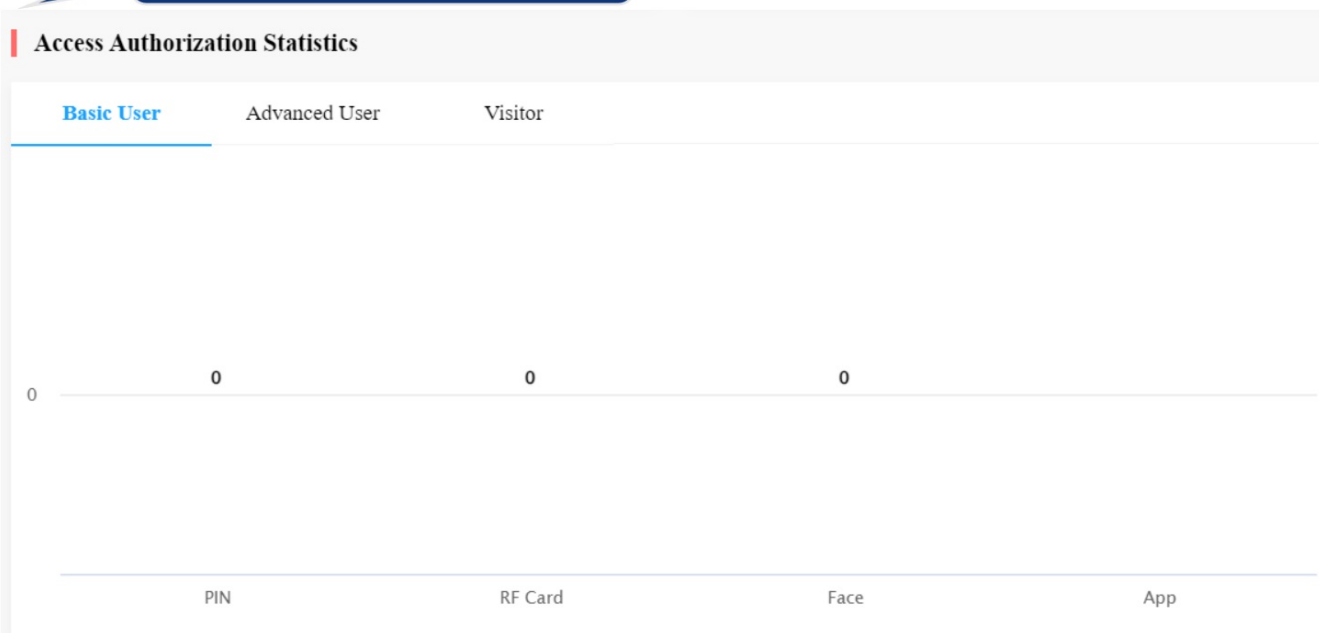 Access Authorization Statistics
Basic User Advanced User Visitor
0 0 0
0
PIN RF Card Face App